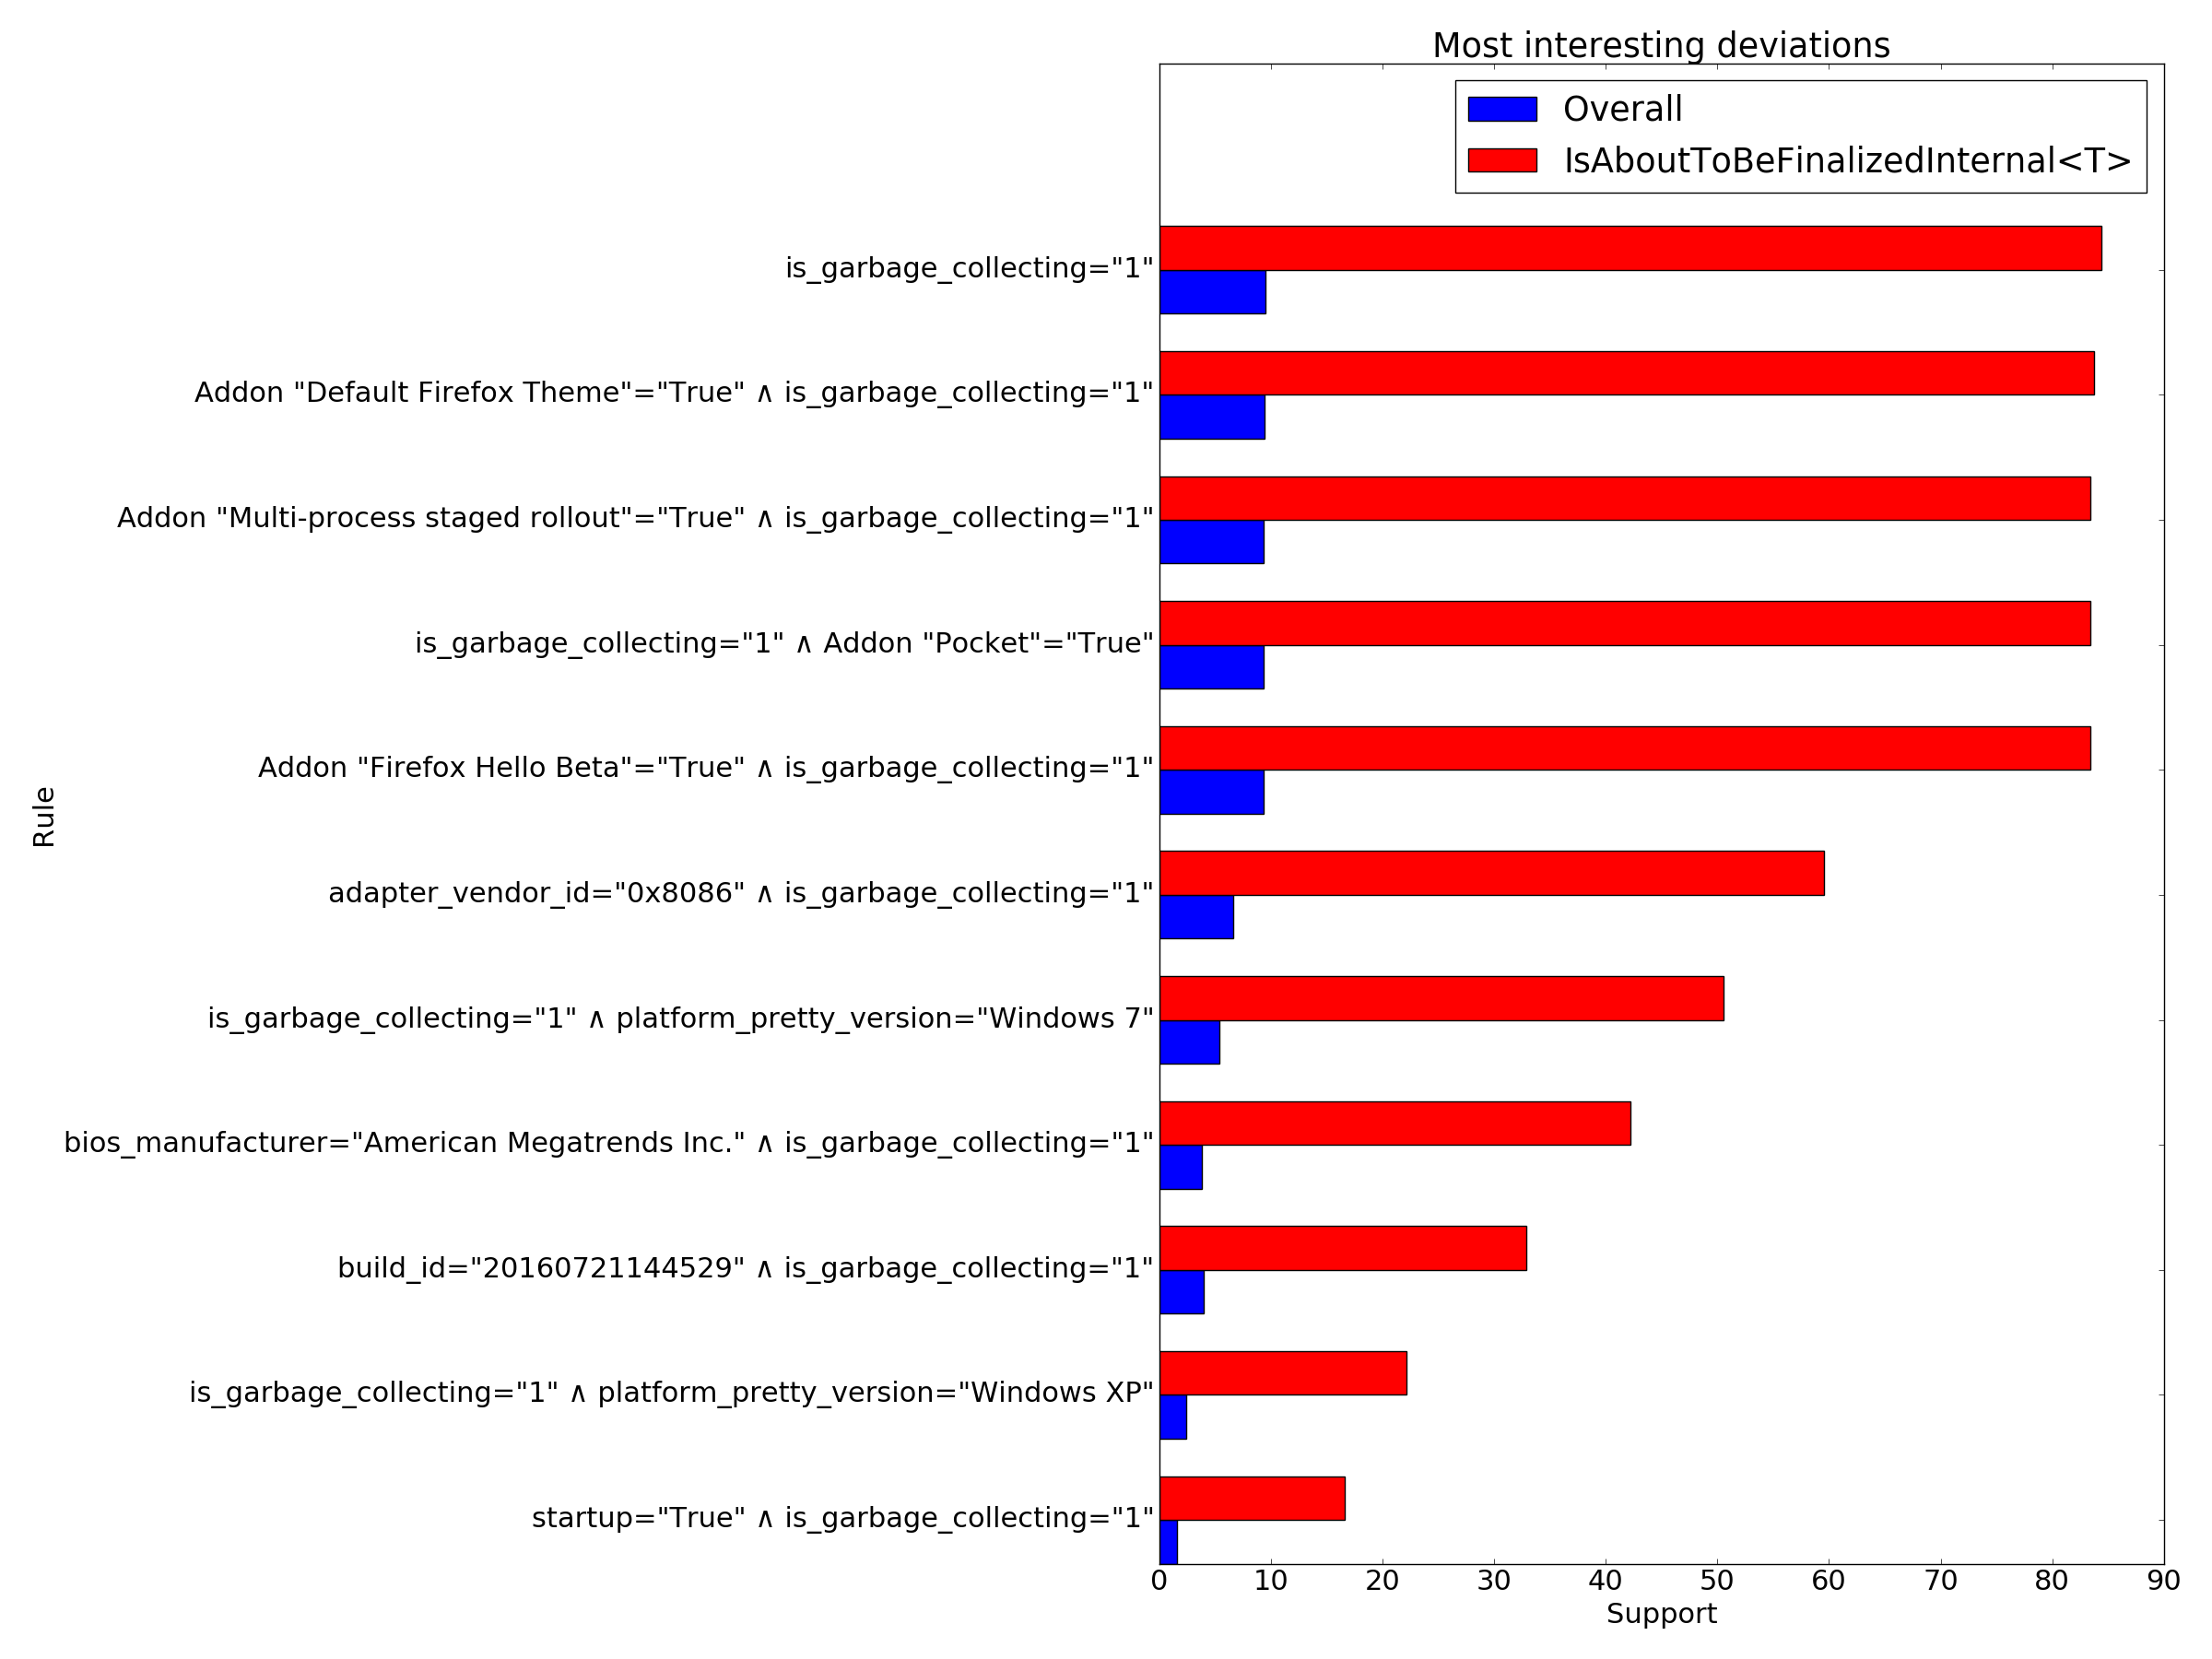 Most interesting deviations
Overall
IsAboutToBeFinalizedInternal<T>
is_garbage_collecting="1"
Addon "Default Firefox Theme"="True" ∧ is_garbage_collecting="1"
Addon "Multi-process staged rollout"="True" ∧ is_garbage_collecting="1"
is_garbage_collecting="1" ∧ Addon "Pocket"="True"
Addon "Firefox Hello Beta"="True" ∧ is_garbage_collecting="1"
Rule
adapter_vendor_id="0x8086" ∧ is_garbage_collecting="1"
is_garbage_collecting="1" ∧ platform_pretty_version="Windows 7"
bios_manufacturer="American Megatrends Inc." ∧ is_garbage_collecting="1"
build_id="20160721144529" ∧ is_garbage_collecting="1"
is_garbage_collecting="1" ∧ platform_pretty_version="Windows XP"
startup="True" ∧ is_garbage_collecting="1"
0 10 20 30 40 50 60 70 80 90
Support